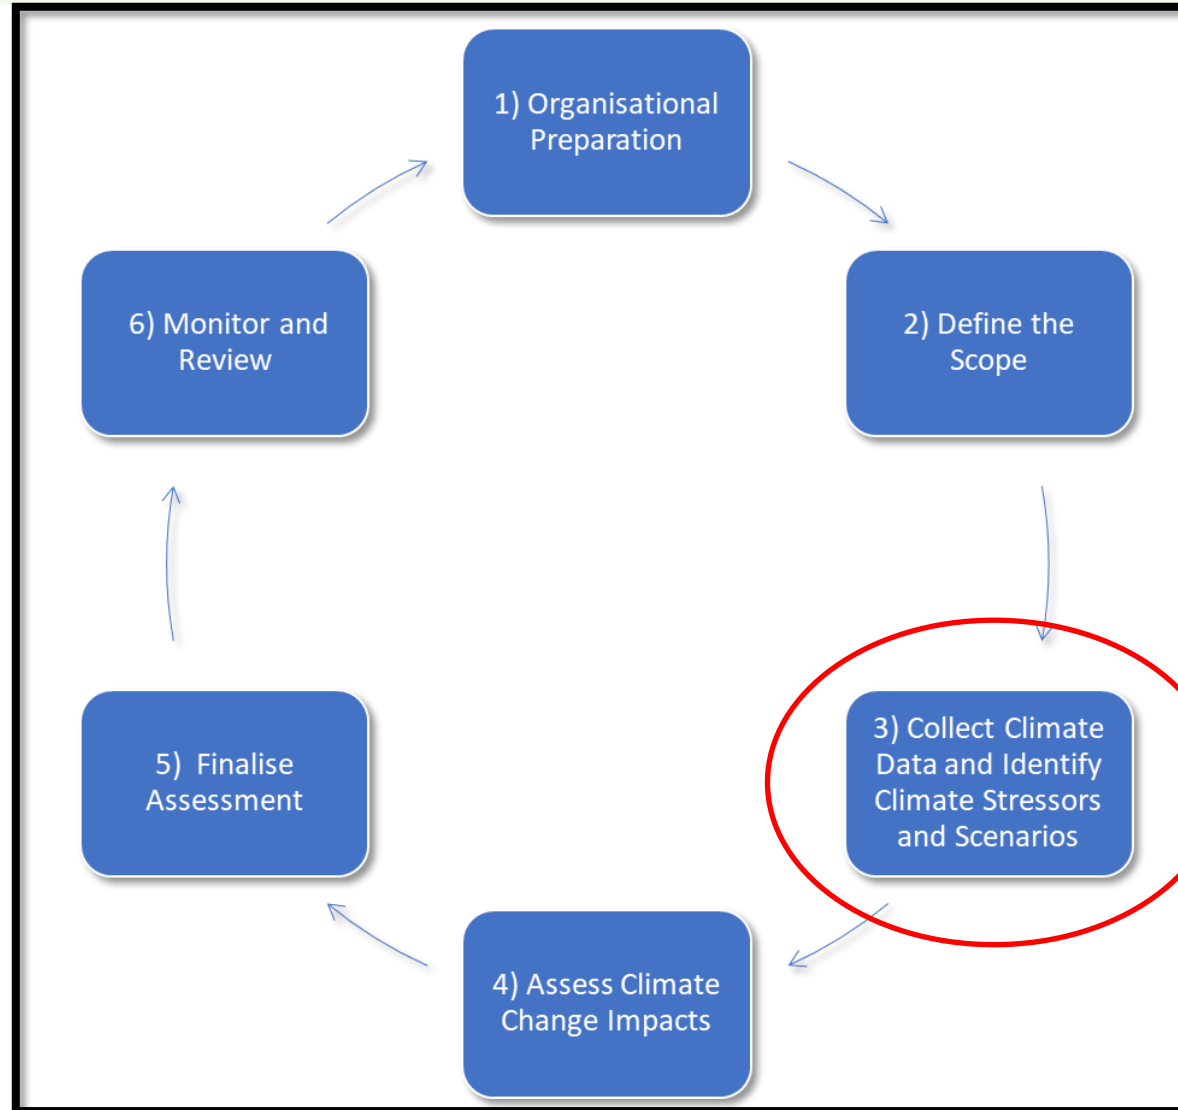 1) Organisational
Preparation
2) Define the
Scope
3) Collect Climate
Data and Identify
Climate Stressors
and Scenarios
4) Assess Climate
Change Impacts
5)  Finalise
Assessment
6) Monitor and
Review